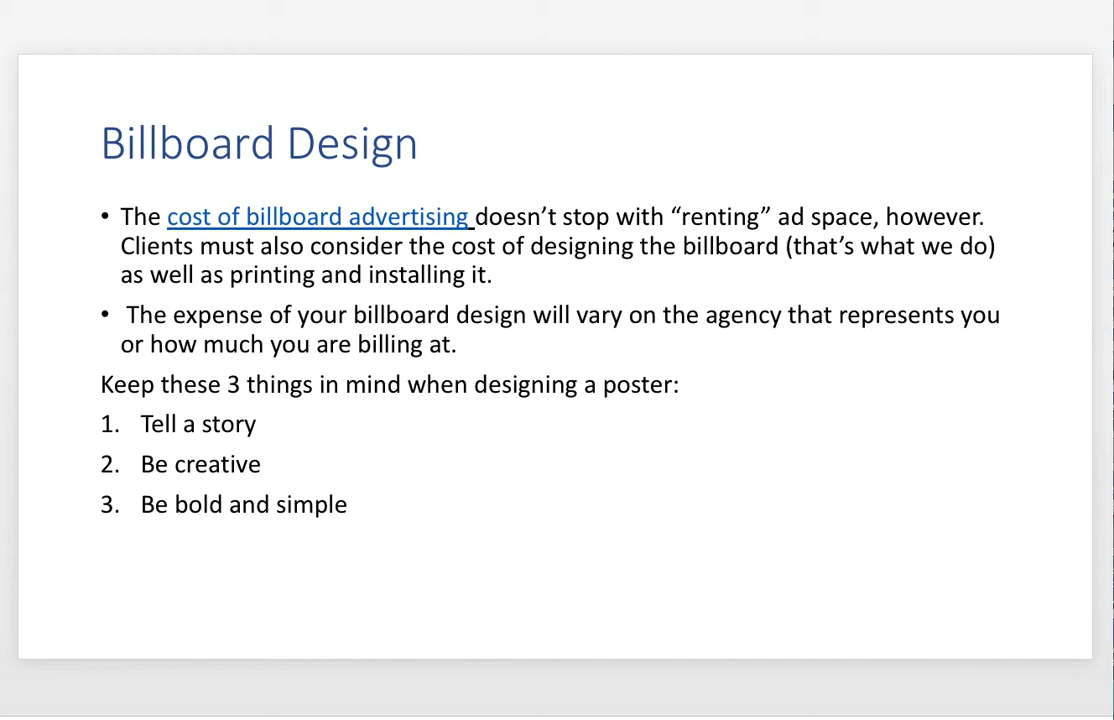 Billboard Design
• The cost of billboard advertising doesn’t stop with “renting” ad space, however.
Clients must also consider the cost of designing the billboard (that’s what we do)
as well as printing and installing it.
• The expense of your billboard design will vary on the agency that represents you
or how much you are billing at.
Keep these 3 things in mind when designing a poster:
1. Tell a story
2. Be creative
3. Be bold and simple